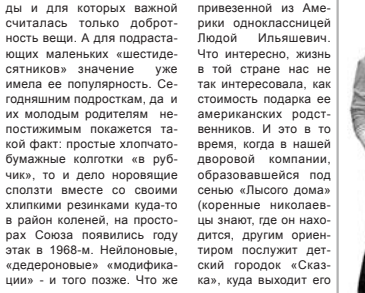 ды и для которых важной
считалась только доброт-
ность вещи. А для подраста-
ющих маленьких «шестиде-
сятников» значение уже
имела ее популярность. Се-
годняшним подросткам, да и
их молодым родителям не-
постижимым покажется та-
кой факт: простые хлопчато-
бумажные колготки «в руб-
чик», то и дело норовящие
сползти вместе со своими
хлипкими резинками куда-то
в район коленей, на просто-
рах Союза появились году
этак в 1968-м. Нейлоновые,
«дедероновые» «модифика-
ции» - и того позже. Что же
привезенной из Аме-
рики одноклассницей
Людой Ильяшевич.
Что интересно, жизнь
в той стране нас не
так интересовала, как
стоимость подарка ее
американских родст-
венников. И это в то
время, когда в нашей
дворовой компании,
образовавшейся под
сенью «Лысого дома»
(коренные николаев-
цы знают, где он нахо-
дится, другим ориен-
тиром послужит дет-
ский городок «Сказ-
ка», куда выходит его